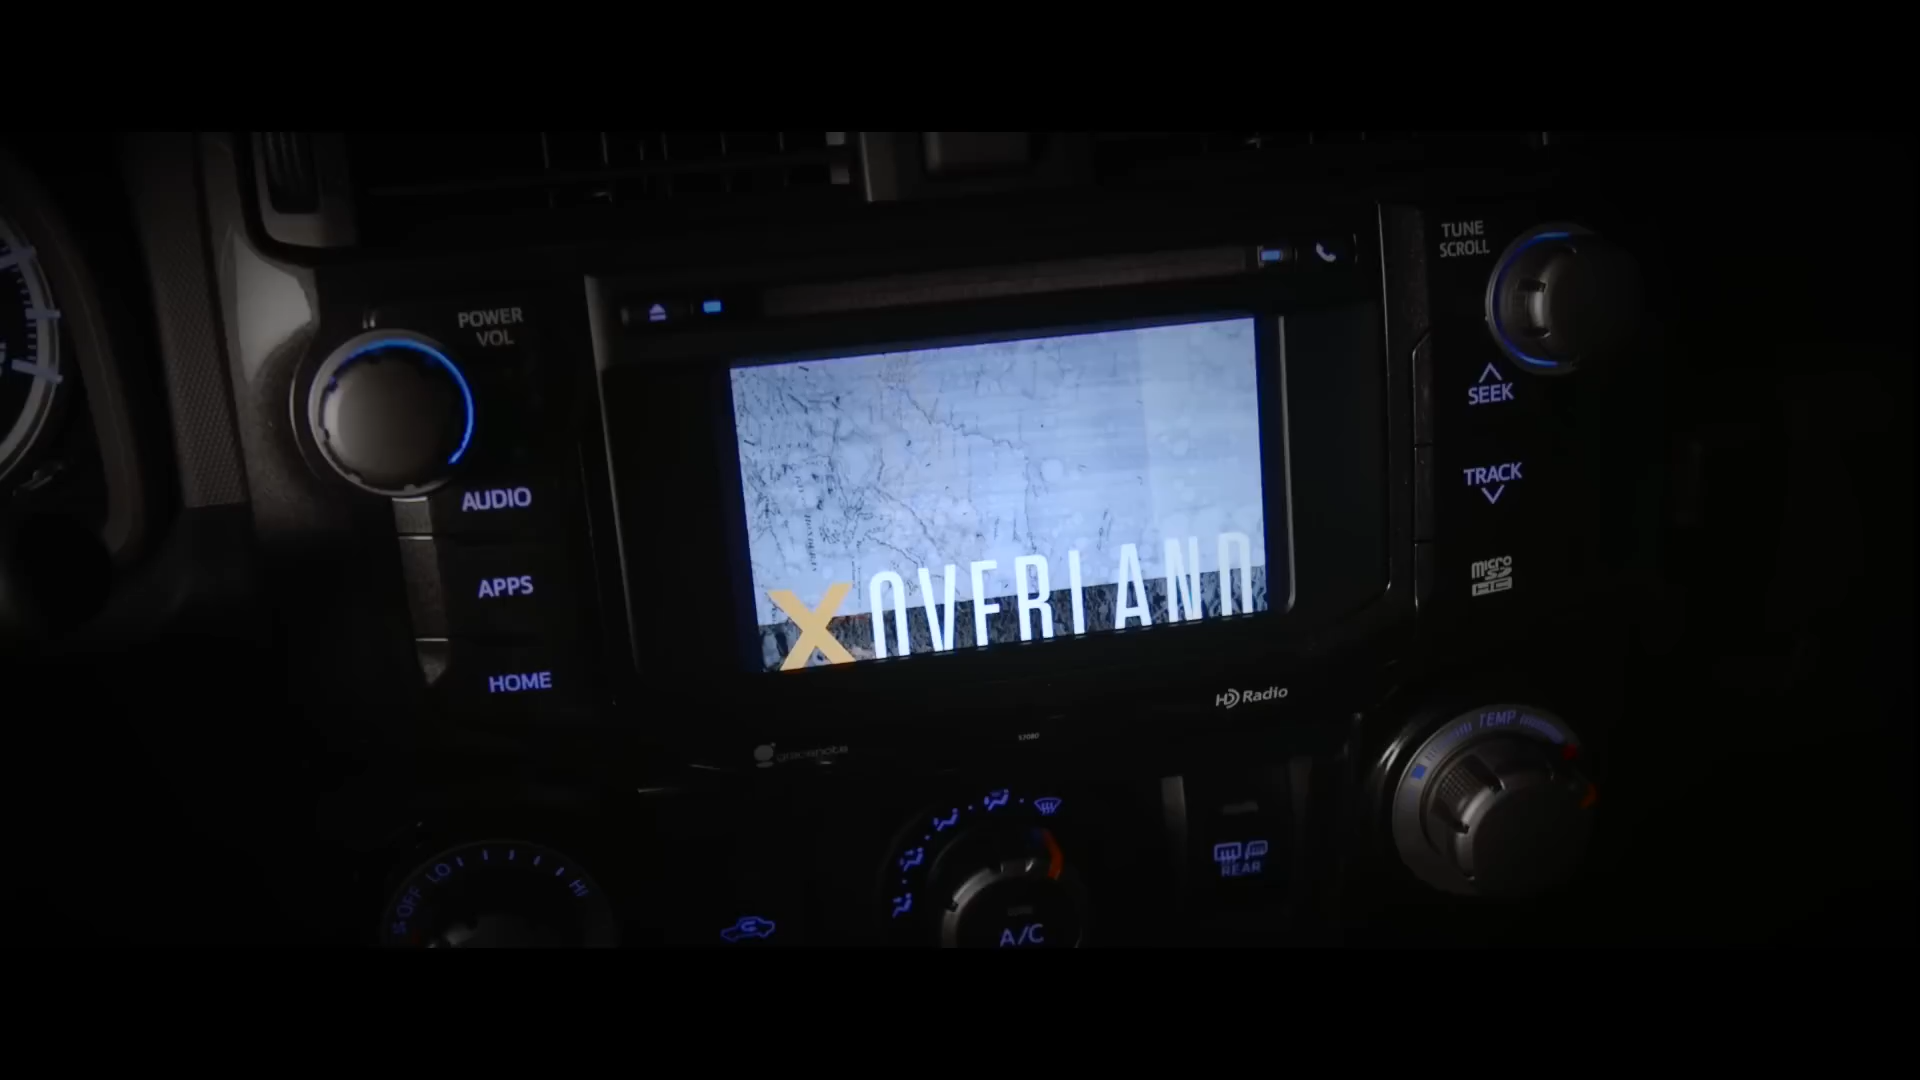 TUNE
SCROLL
POWER
VOL
SEEK
AUDIO
TRACK
APPS
XOVERLAND
micro
SD
HC
HOME
HD Radio
gracenote
TEMP
OFF LO HI
REAR
A/C